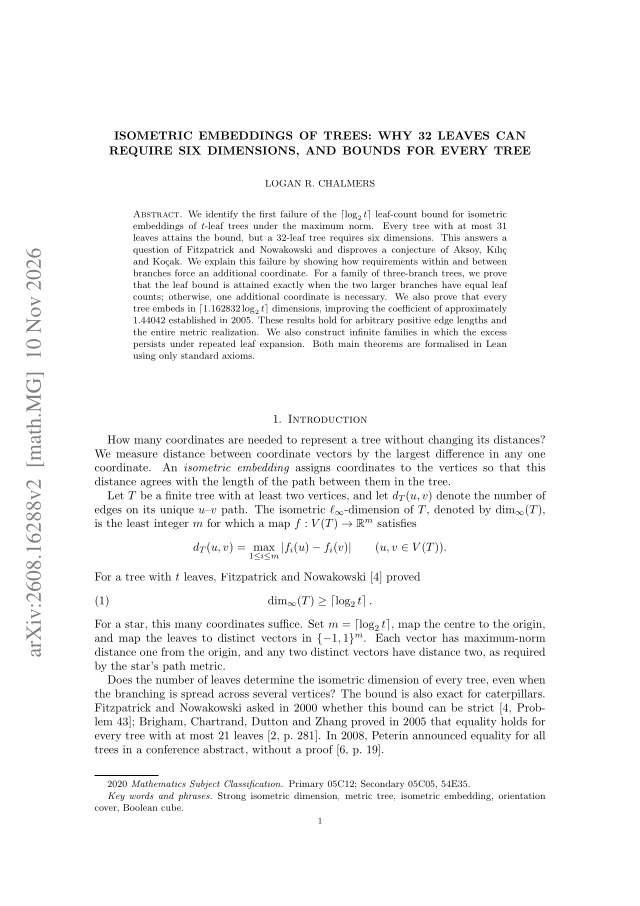 arXiv:2608.16288v2 [math.MG] 10 Nov 2026
ISOMETRIC EMBEDDINGS OF TREES: WHY 32 LEAVES CAN
REQUIRE SIX DIMENSIONS, AND BOUNDS FOR EVERY TREE
LOGAN R. CHALMERS
ABSTRACT. We identify the first failure of the ⌈log₂ t⌉ leaf-count bound for isometric
embeddings of t-leaf trees under the maximum norm. Every tree with at most 31
leaves attains the bound, but a 32-leaf tree requires six dimensions. This answers a
question of Fitzpatrick and Nowakowski and disproves a conjecture of Aksoy, Kılıç
and Koçak. We explain this failure by showing how requirements within and between
branches force an additional coordinate. For a family of three-branch trees, we prove
that the leaf bound is attained exactly when the two larger branches have equal leaf
counts; otherwise, one additional coordinate is necessary. We also prove that every
tree embeds in ⌈1.162832 log₂ t⌉ dimensions, improving the coefficient of approximately
1.44042 established in 2005. These results hold for arbitrary positive edge lengths and
the entire metric realization. We also construct infinite families in which the excess
persists under repeated leaf expansion. Both main theorems are formalised in Lean
using only standard axioms.
1. INTRODUCTION
How many coordinates are needed to represent a tree without changing its distances?
We measure distance between coordinate vectors by the largest difference in any one
coordinate. An isometric embedding assigns coordinates to the vertices so that this
distance agrees with the length of the path between them in the tree.
Let T be a finite tree with at least two vertices, and let d_T(u, v) denote the number of
edges on its unique u–v path. The isometric ℓ∞-dimension of T, denoted by dim∞(T),
is the least integer m for which a map f : V(T) → ℝᵐ satisfies
d_T(u, v) = max_{1≤i≤m} |f_i(u) − f_i(v)| (u, v ∈ V(T)).
For a tree with t leaves, Fitzpatrick and Nowakowski [4] proved
(1) dim∞(T) ≥ ⌈log₂ t⌉ .
For a star, this many coordinates suffice. Set m = ⌈log₂ t⌉, map the centre to the origin,
and map the leaves to distinct vectors in {−1, 1}ᵐ. Each vector has maximum-norm
distance one from the origin, and any two distinct vectors have distance two, as required
by the star's path metric.
Does the number of leaves determine the isometric dimension of every tree, even when
the branching is spread across several vertices? The bound is also exact for caterpillars.
Fitzpatrick and Nowakowski asked in 2000 whether this bound can be strict [4, Prob-
lem 43]; Brigham, Chartrand, Dutton and Zhang proved in 2005 that equality holds for
every tree with at most 21 leaves [2, p. 281]. In 2008, Peterin announced equality for all
trees in a conference abstract, without a proof [6, p. 19].
2020 Mathematics Subject Classification. Primary 05C12; Secondary 05C05, 54E35.
Key words and phrases. Strong isometric dimension, metric tree, isometric embedding, orientation
cover, Boolean cube.
1